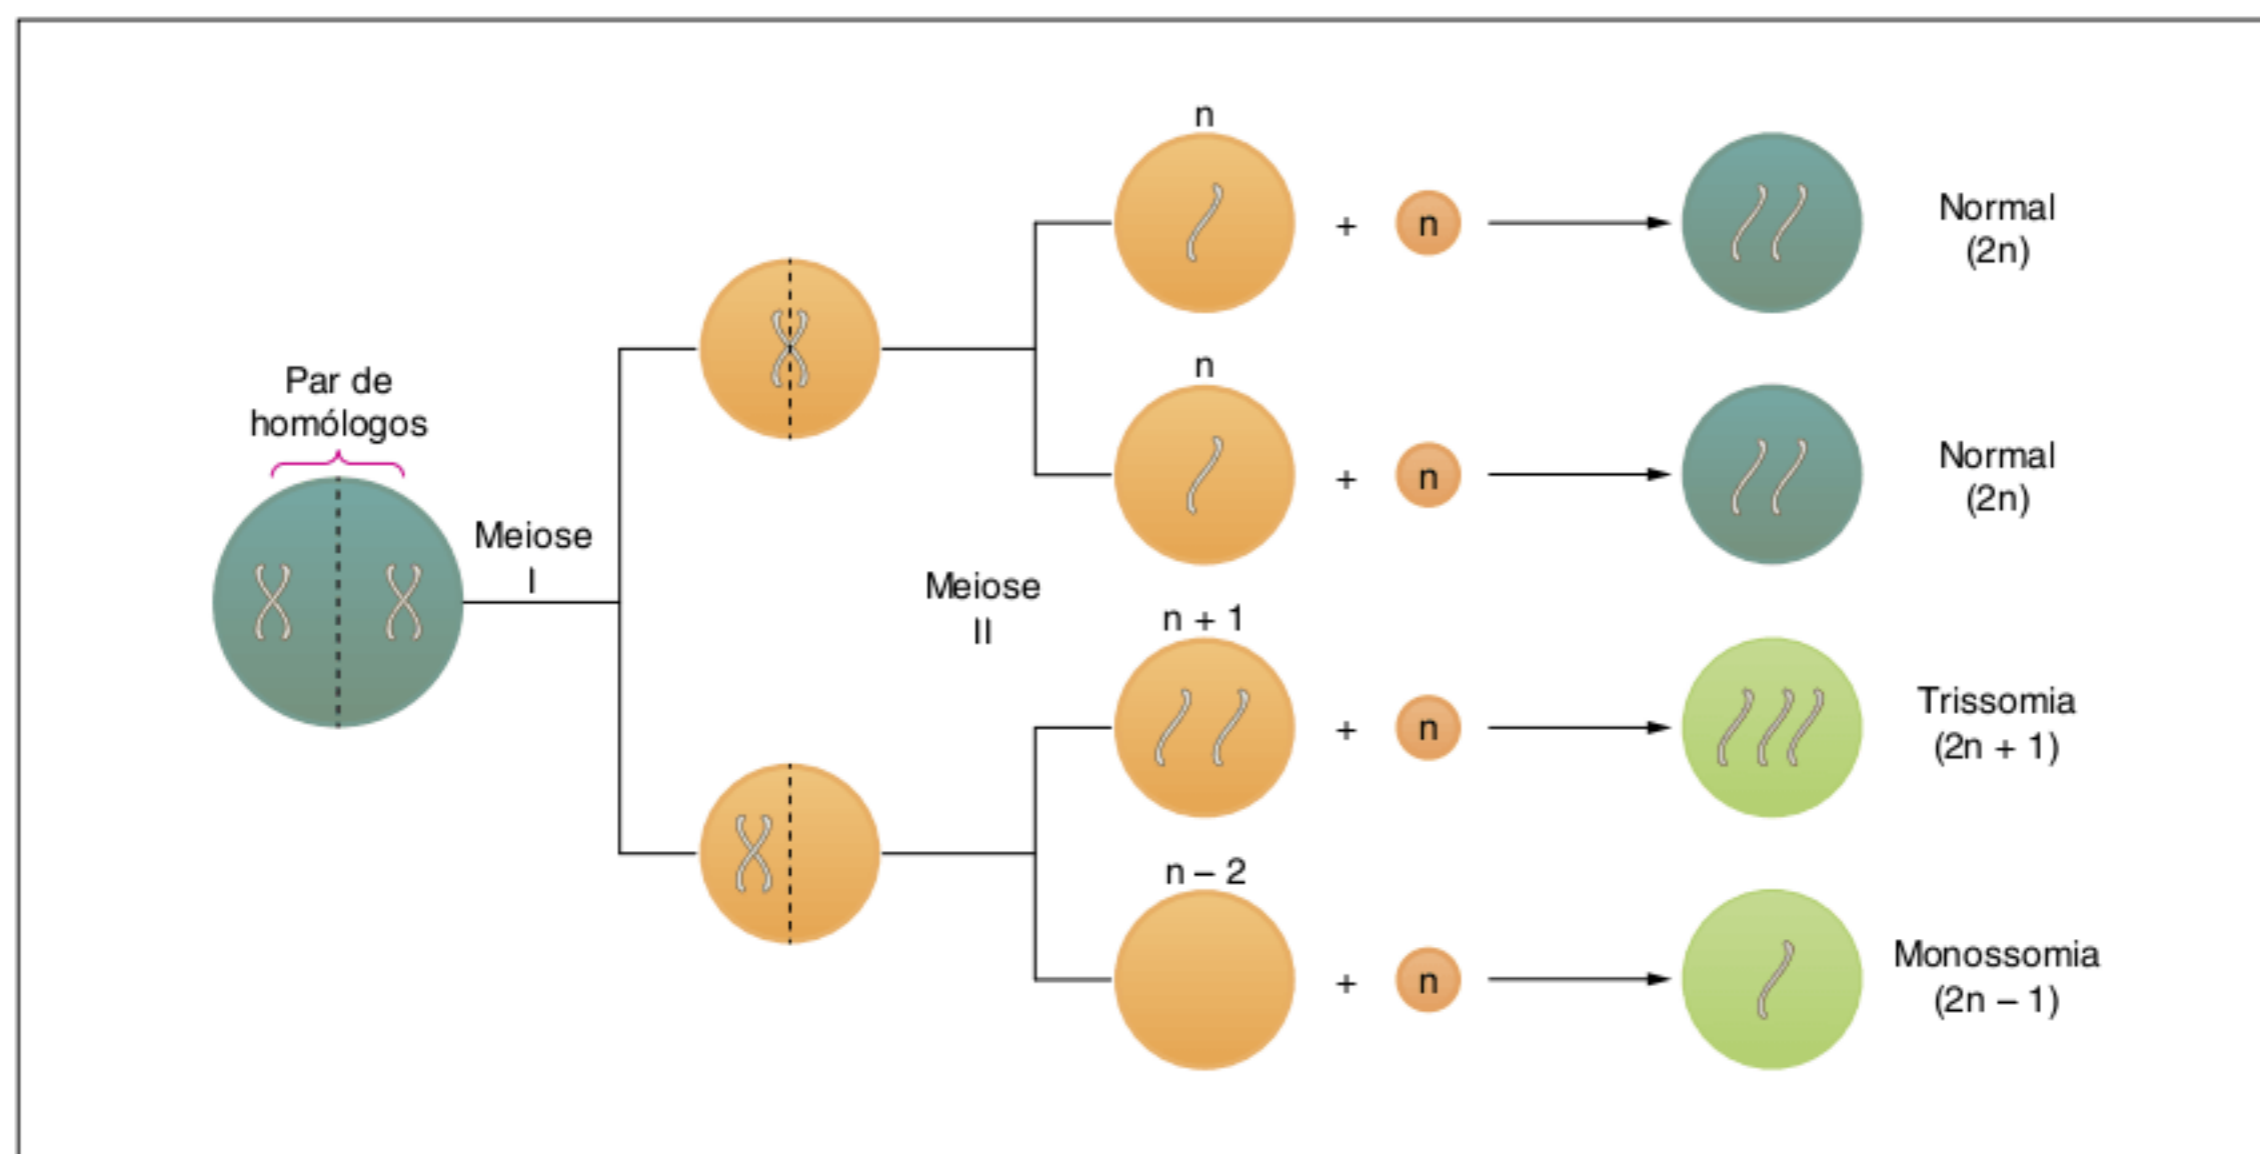 Par de
homólogos
Meiose
I
Meiose
II
n
+
n
Normal
(2n)
n
+
n
Normal
(2n)
n + 1
+
n
Trissomia
(2n + 1)
n – 2
+
n
Monossomia
(2n – 1)